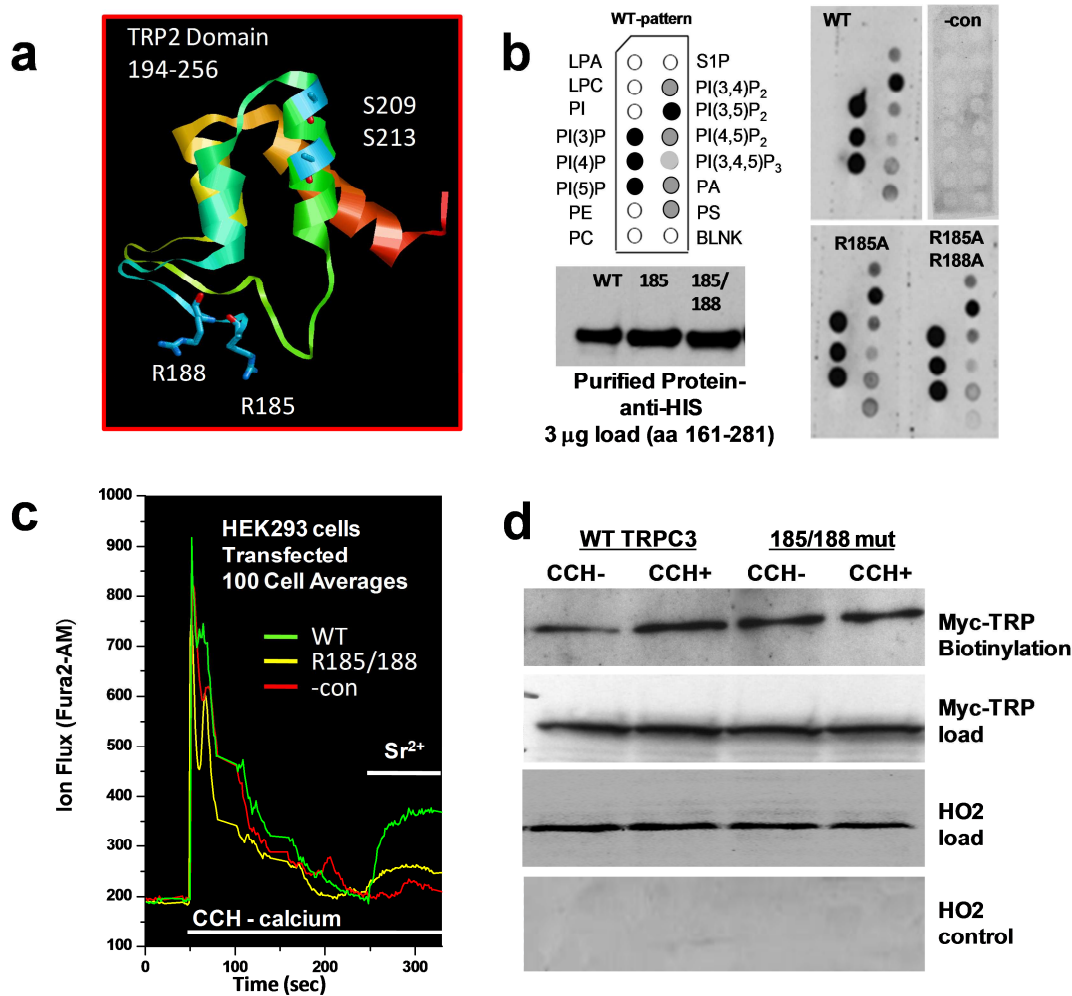 a
TRP2 Domain
194-256
S209
S213
R188
R185
b
WT-pattern
LPA
S1P
LPC
PI(3,4)P2
PI
PI(3,5)P2
PI(3)P
PI(4,5)P2
PI(4)P
PI(3,4,5)P3
PI(5)P
PA
PE
PS
PC
BLNK
WT
-con
R185A
R185A
R188A
WT 185 185/
188
Purified Protein-
anti-HIS
3 µg load (aa 161-281)
c
Ion Flux (Fura2-AM)
1000
900
800
700
600
500
400
300
200
100
HEK293 cells
Transfected
100 Cell Averages
WT
R185/188
-con
Sr2+
CCH - calcium
0 100 200 300
Time (sec)
d
WT TRPC3 185/188 mut
CCH- CCH+ CCH- CCH+
Myc-TRP
Biotinylation
Myc-TRP
load
HO2
load
HO2
control